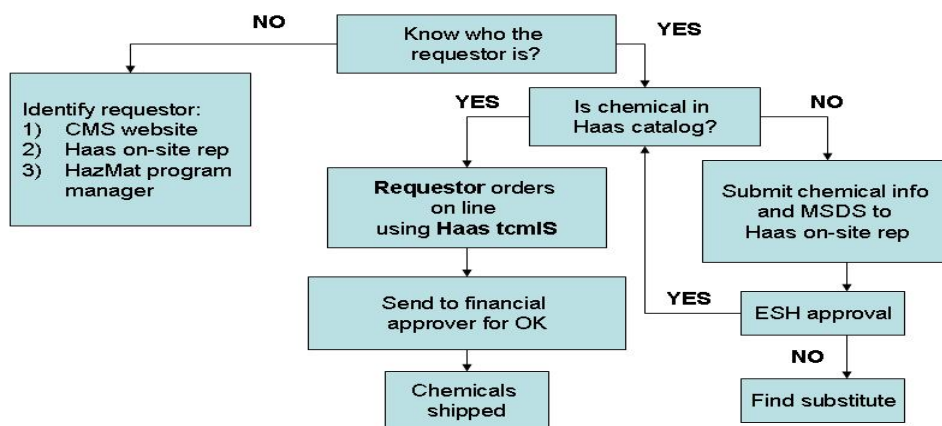 NO
Know who the
requestor is?
YES
Identify requestor:
1) CMS website
2) Haas on-site rep
3) HazMat program
manager
YES
Is chemical in
Haas catalog?
NO
Requestor orders
on line
using Haas tcmIS
Submit chemical info
and MSDS to
Haas on-site rep
Send to financial
approver for OK
YES
ESH approval
NO
Chemicals
shipped
Find substitute